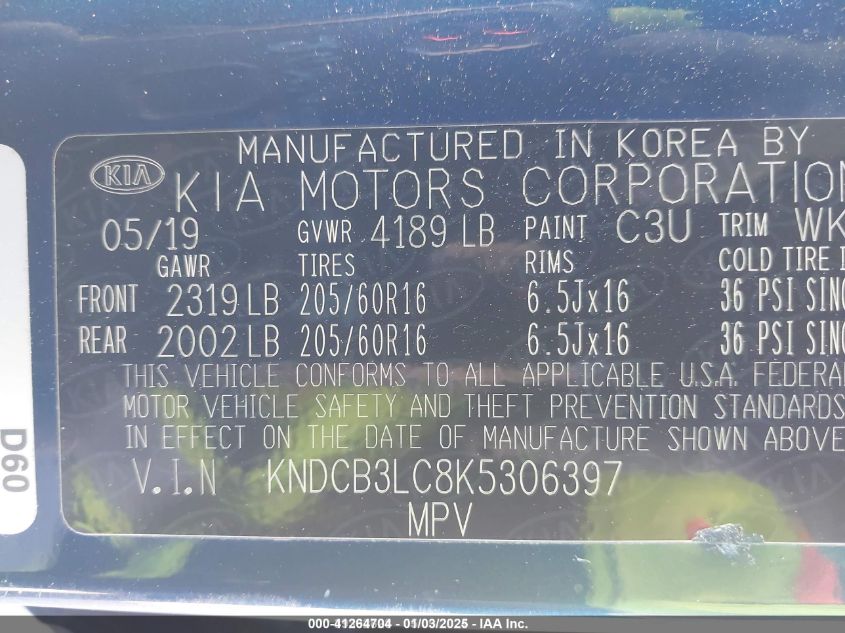 MANUFACTURED IN KOREA BY
KIA KIA MOTORS CORPORATION
05/19 GVWR 4189 LB PAINT C3U TRIM WK
GAWR TIRES RIMS COLD TIRE I
FRONT 2319 LB 205/60R16 6.5Jx16 36 PSI SING
REAR 2002 LB 205/60R16 6.5Jx16 36 PSI SING
THIS VEHICLE CONFORMS TO ALL APPLICABLE U.S.A. FEDERAL
MOTOR VEHICLE SAFETY AND THEFT PREVENTION STANDARDS
IN EFFECT ON THE DATE OF MANUFACTURE SHOWN ABOVE
V.I.N KNDCB3LC8K5306397
MPV
D60
000-41264704 - 01/03/2025 - IAA Inc.